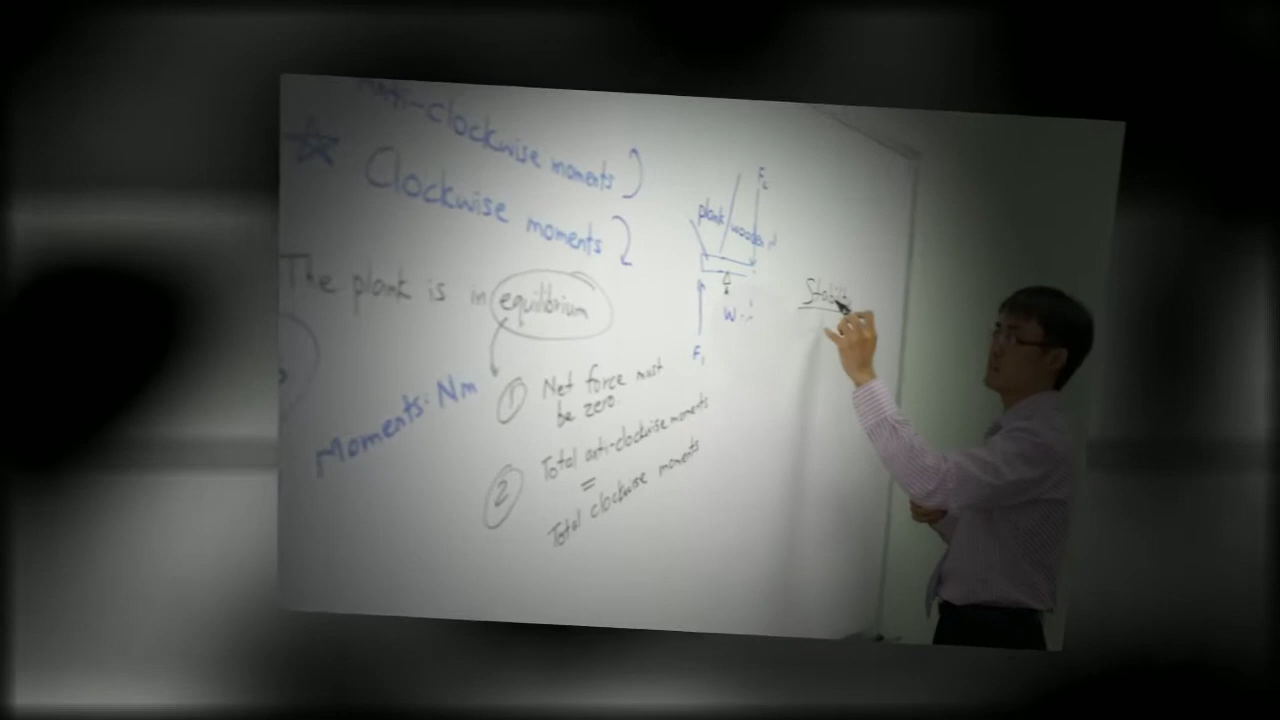 Anti-clockwise moments
Clockwise moments
The plank is in equilibrium
Moments: Nm
1 Net force must
be zero.
2 Total anti-clockwise moments
=
Total clockwise moments
plank
wooden
F₁
W